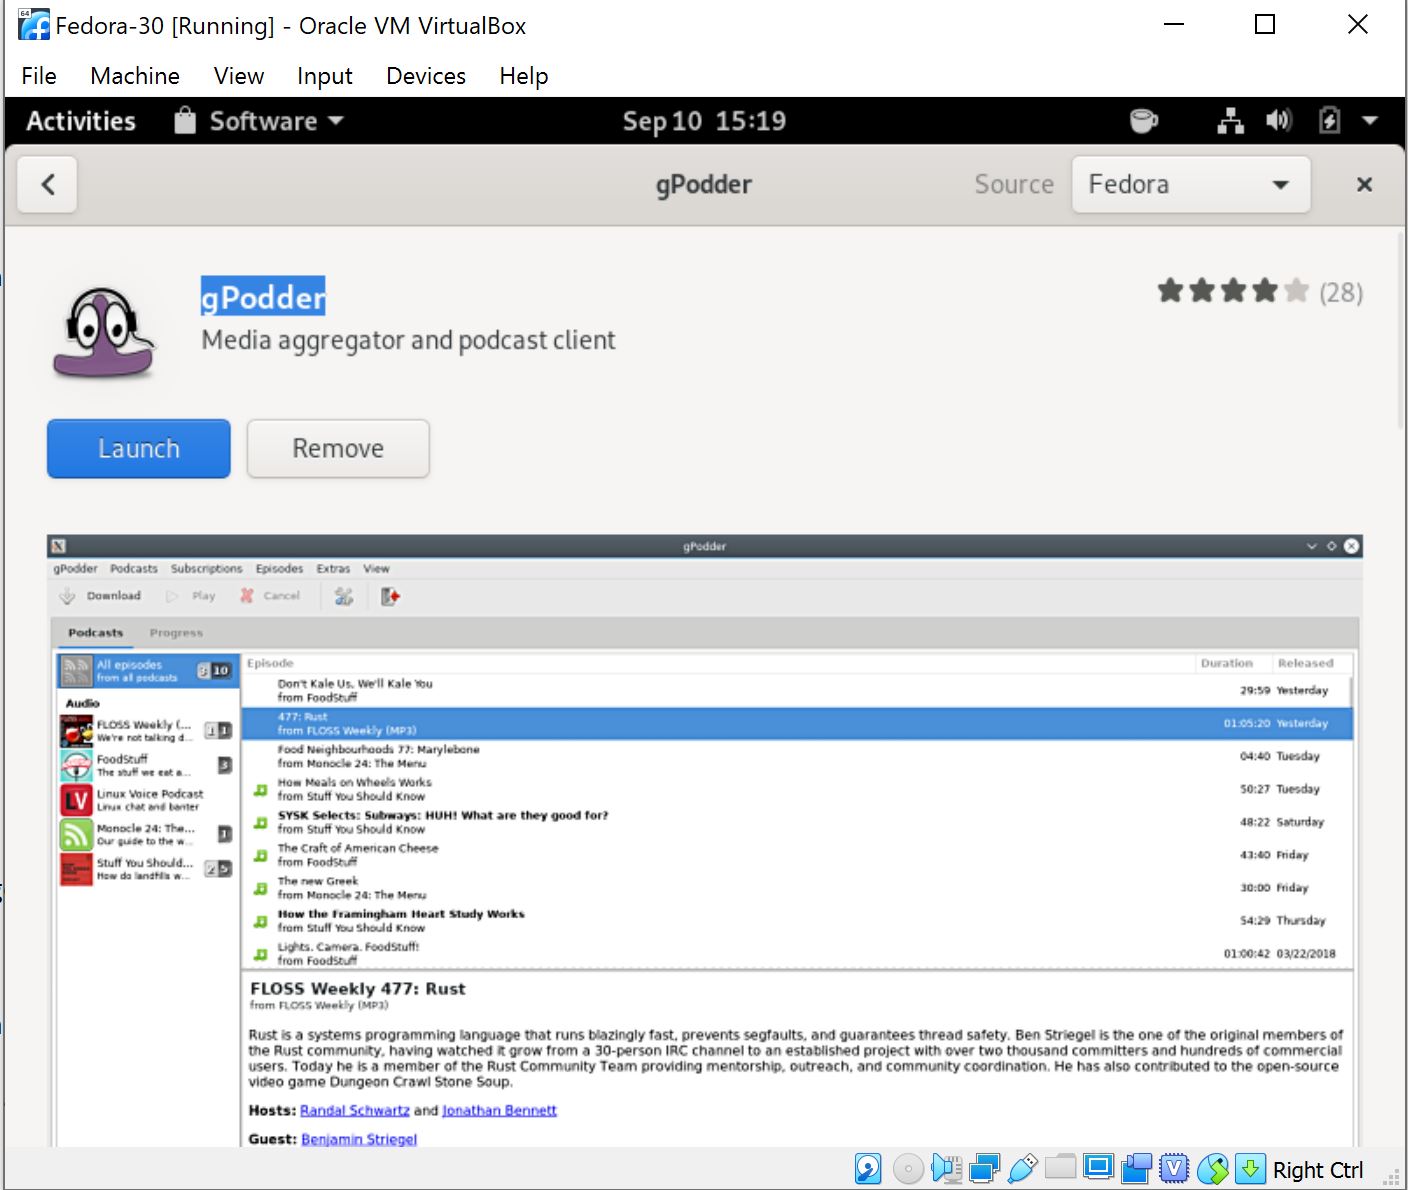 64
Fedora-30 [Running] - Oracle VM VirtualBox
File Machine View Input Devices Help
Activities Software Sep 10 15:19
gPodder Source Fedora
gPodder
Media aggregator and podcast client
(28)
Launch Remove
gPodder
gPodder Podcasts Subscriptions Episodes Extras View
Download Play Cancel
Podcasts Progress
All episodes
from all podcasts
3 10
Audio
FLOSS Weekly (...
We're not talking d...
1 1
FoodStuff
The stuff we eat a...
3
LV
Linux Voice Podcast
Linux chat and banter
Monocle 24: The...
Our guide to the w...
1
Stuff You Should...
How do landfills w...
2 5
Episode Duration Released
Don't Kale Us, We'll Kale You
from FoodStuff
29:59 Yesterday
477: Rust
from FLOSS Weekly (MP3)
01:05:20 Yesterday
Food Neighbourhoods 77: Marylebone
from Monocle 24: The Menu
04:40 Tuesday
How Meals on Wheels Works
from Stuff You Should Know
50:27 Tuesday
SYSK Selects: Subways: HUH! What are they good for?
from Stuff You Should Know
48:22 Saturday
The Craft of American Cheese
from FoodStuff
43:40 Friday
The new Greek
from Monocle 24: The Menu
30:00 Friday
How the Framingham Heart Study Works
from Stuff You Should Know
54:29 Thursday
Lights. Camera. FoodStuff!
from FoodStuff
01:00:42 03/22/2018
FLOSS Weekly 477: Rust
from FLOSS Weekly (MP3)
Rust is a systems programming language that runs blazingly fast, prevents segfaults, and guarantees thread safety. Ben Striegel is the one of the original members of
the Rust community, having watched it grow from a 30-person IRC channel to an established project with over two thousand committers and hundreds of commercial
users. Today he is a member of the Rust Community Team providing mentorship, outreach, and community coordination. He has also contributed to the open-source
video game Dungeon Crawl Stone Soup.
Hosts: Randal Schwartz and Jonathan Bennett
Guest: Benjamin Striegel
V Right Ctrl